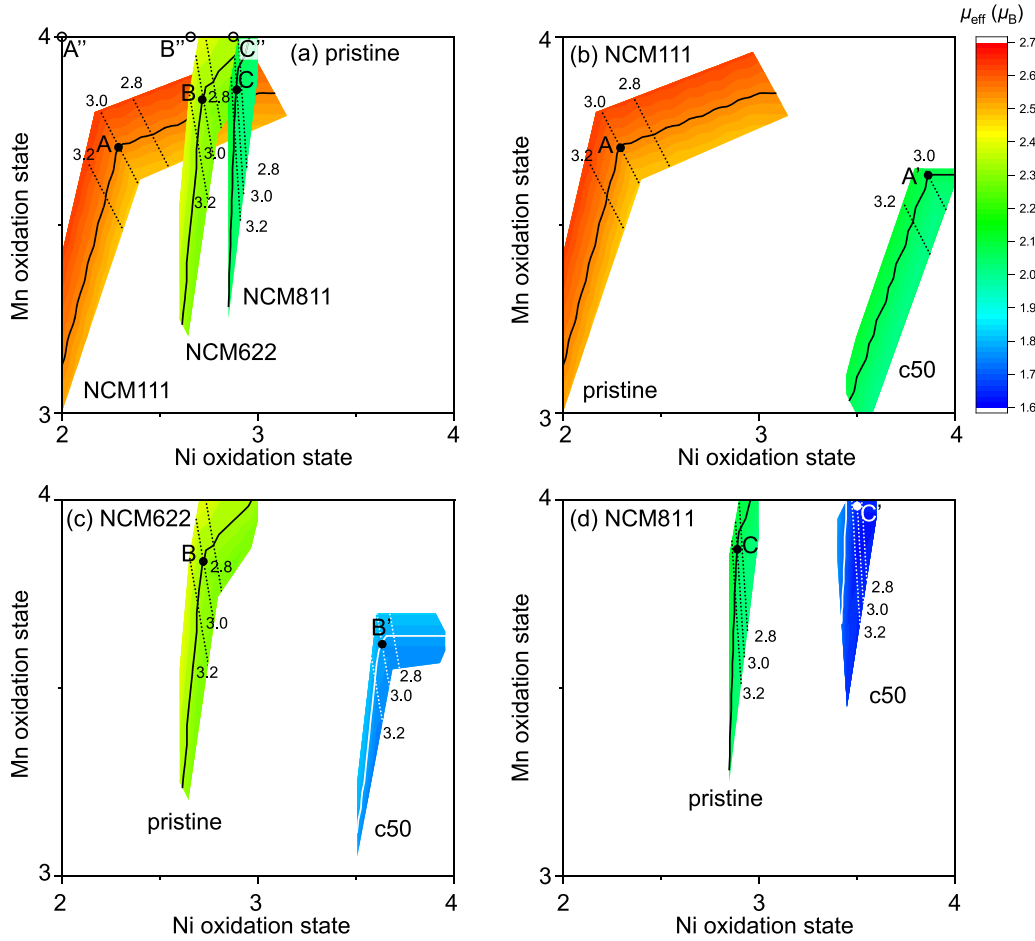 μeff (μB)
2.7
2.6
2.5
2.4
2.3
2.2
2.1
2.0
1.9
1.8
1.7
1.6
4
A''
B''
C''
(a) pristine
2.8
3.0
3.2
A
B
C
2.8
3.0
3.2
2.8
3.0
3.2
NCM811
NCM622
NCM111
Mn oxidation state
3
2
3
4
Ni oxidation state
4
(b) NCM111
2.8
3.0
3.2
A
3.0
A'
3.2
c50
pristine
Mn oxidation state
3
2
3
4
Ni oxidation state
4
(c) NCM622
B
2.8
3.0
3.2
B'
2.8
3.0
3.2
pristine
c50
Mn oxidation state
3
2
3
4
Ni oxidation state
4
(d) NCM811
C
C'
2.8
3.0
3.2
2.8
3.0
3.2
c50
pristine
Mn oxidation state
3
2
3
4
Ni oxidation state